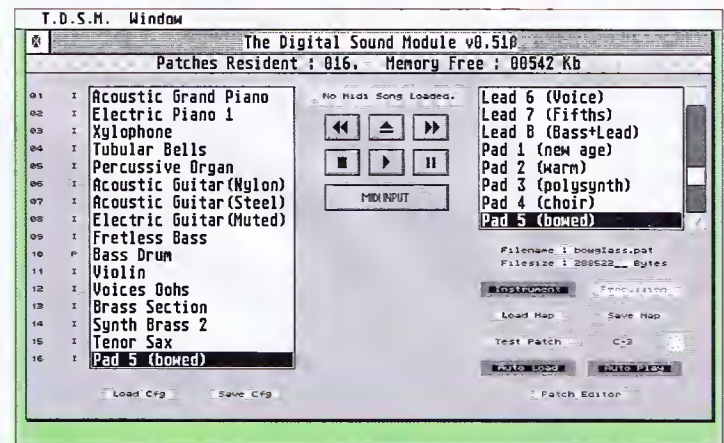 T.D.S.M. Window
The Digital Sound Module v0.51β
Patches Resident : 016. Memory Free : 00542 Kb
01 I Acoustic Grand Piano
02 I Electric Piano 1
03 I Xylophone
04 I Tubular Bells
05 I Percussive Organ
06 I Acoustic Guitar(Nylon)
07 I Acoustic Guitar(Steel)
08 I Electric Guitar(Muted)
09 I Fretless Bass
10 P Bass Drum
11 I Violin
12 I Voices Oohs
13 I Brass Section
14 I Synth Brass 2
15 I Tenor Sax
16 I Pad 5 (bowed)
Load Cfg Save Cfg
No Midi Song Loaded.
MIDI INPUT
Lead 6 (Voice)
Lead 7 (Fifths)
Lead 8 (Bass+Lead)
Pad 1 (new age)
Pad 2 (warm)
Pad 3 (polysynth)
Pad 4 (choir)
Pad 5 (bowed)
Filename : bowglass.pat
Filesize : 208522__ Bytes
Instrument Percussion
Load Map Save Map
Test Patch C-3
Auto Load Auto Play
Patch Editor